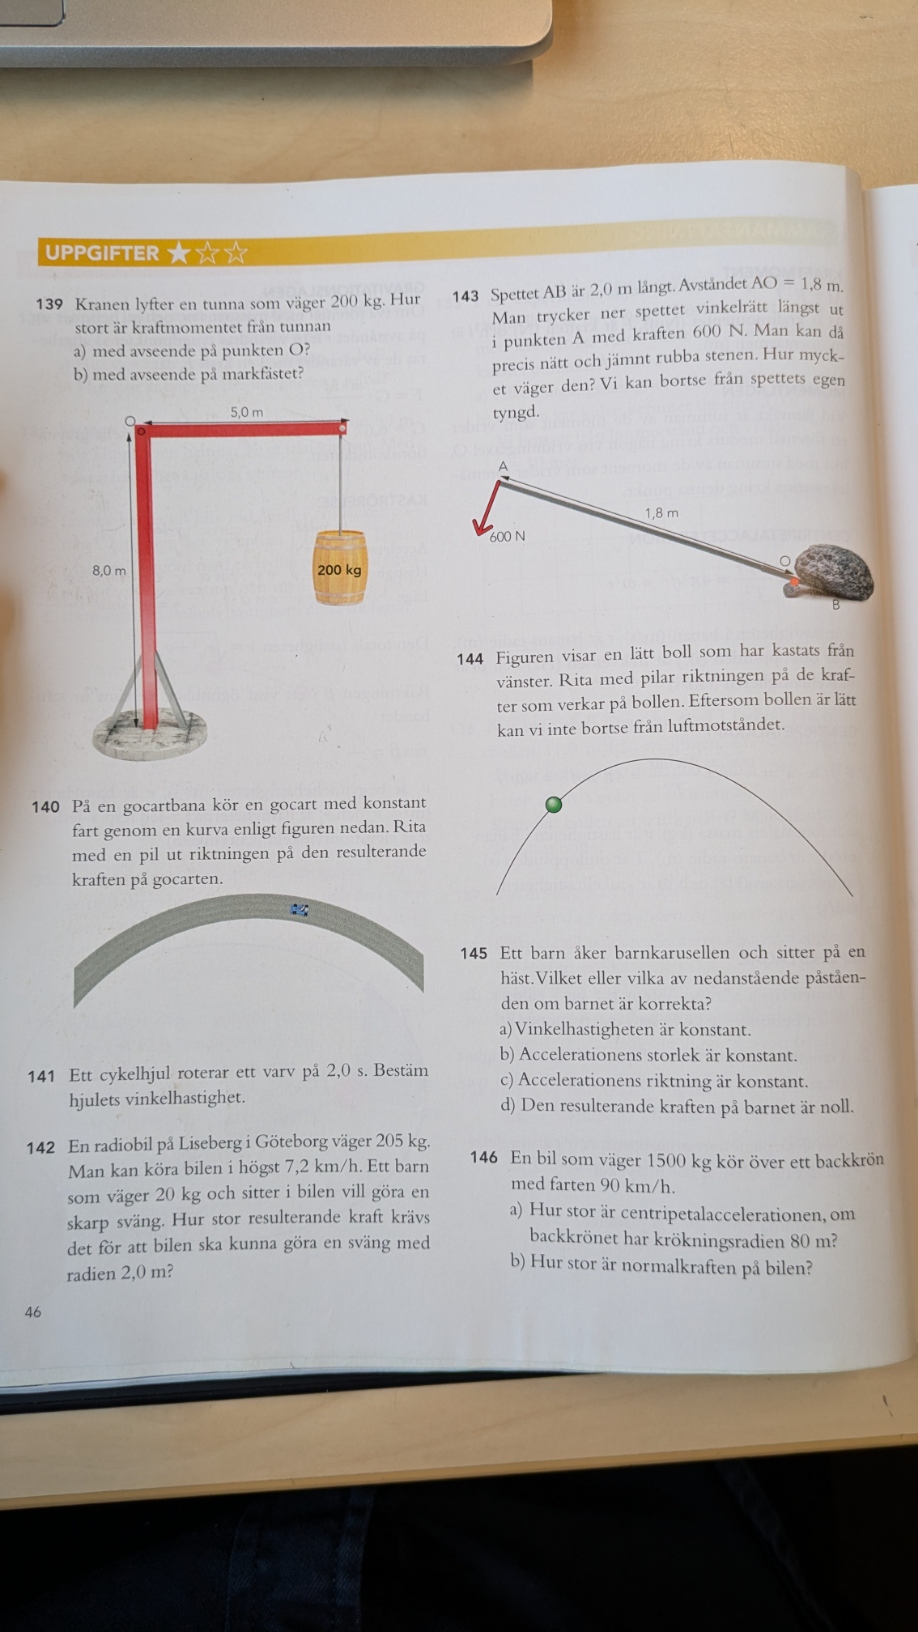 UPPGIFTER
139 Kranen lyfter en tunna som väger 200 kg. Hur
stort är kraftmomentet från tunnan
a) med avseende på punkten O?
b) med avseende på markfästet?
O
5,0 m
8,0 m
200 kg
140 På en gocartbana kör en gocart med konstant
fart genom en kurva enligt figuren nedan. Rita
med en pil ut riktningen på den resulterande
kraften på gocarten.
141 Ett cykelhjul roterar ett varv på 2,0 s. Bestäm
hjulets vinkelhastighet.
142 En radiobil på Liseberg i Göteborg väger 205 kg.
Man kan köra bilen i högst 7,2 km/h. Ett barn
som väger 20 kg och sitter i bilen vill göra en
skarp sväng. Hur stor resulterande kraft krävs
det för att bilen ska kunna göra en sväng med
radien 2,0 m?
46
143 Spettet AB är 2,0 m långt. Avståndet AO = 1,8 m.
Man trycker ner spettet vinkelrätt längst ut
i punkten A med kraften 600 N. Man kan då
precis nätt och jämnt rubba stenen. Hur myck-
et väger den? Vi kan bortse från spettets egen
tyngd.
A
1,8 m
600 N
O
B
144 Figuren visar en lätt boll som har kastats från
vänster. Rita med pilar riktningen på de kraf-
ter som verkar på bollen. Eftersom bollen är lätt
kan vi inte bortse från luftmotståndet.
145 Ett barn åker barnkarusellen och sitter på en
häst. Vilket eller vilka av nedanstående påståen-
den om barnet är korrekta?
a) Vinkelhastigheten är konstant.
b) Accelerationens storlek är konstant.
c) Accelerationens riktning är konstant.
d) Den resulterande kraften på barnet är noll.
146 En bil som väger 1500 kg kör över ett backkrön
med farten 90 km/h.
a) Hur stor är centripetalaccelerationen, om
backkrönet har krökningsradien 80 m?
b) Hur stor är normalkraften på bilen?